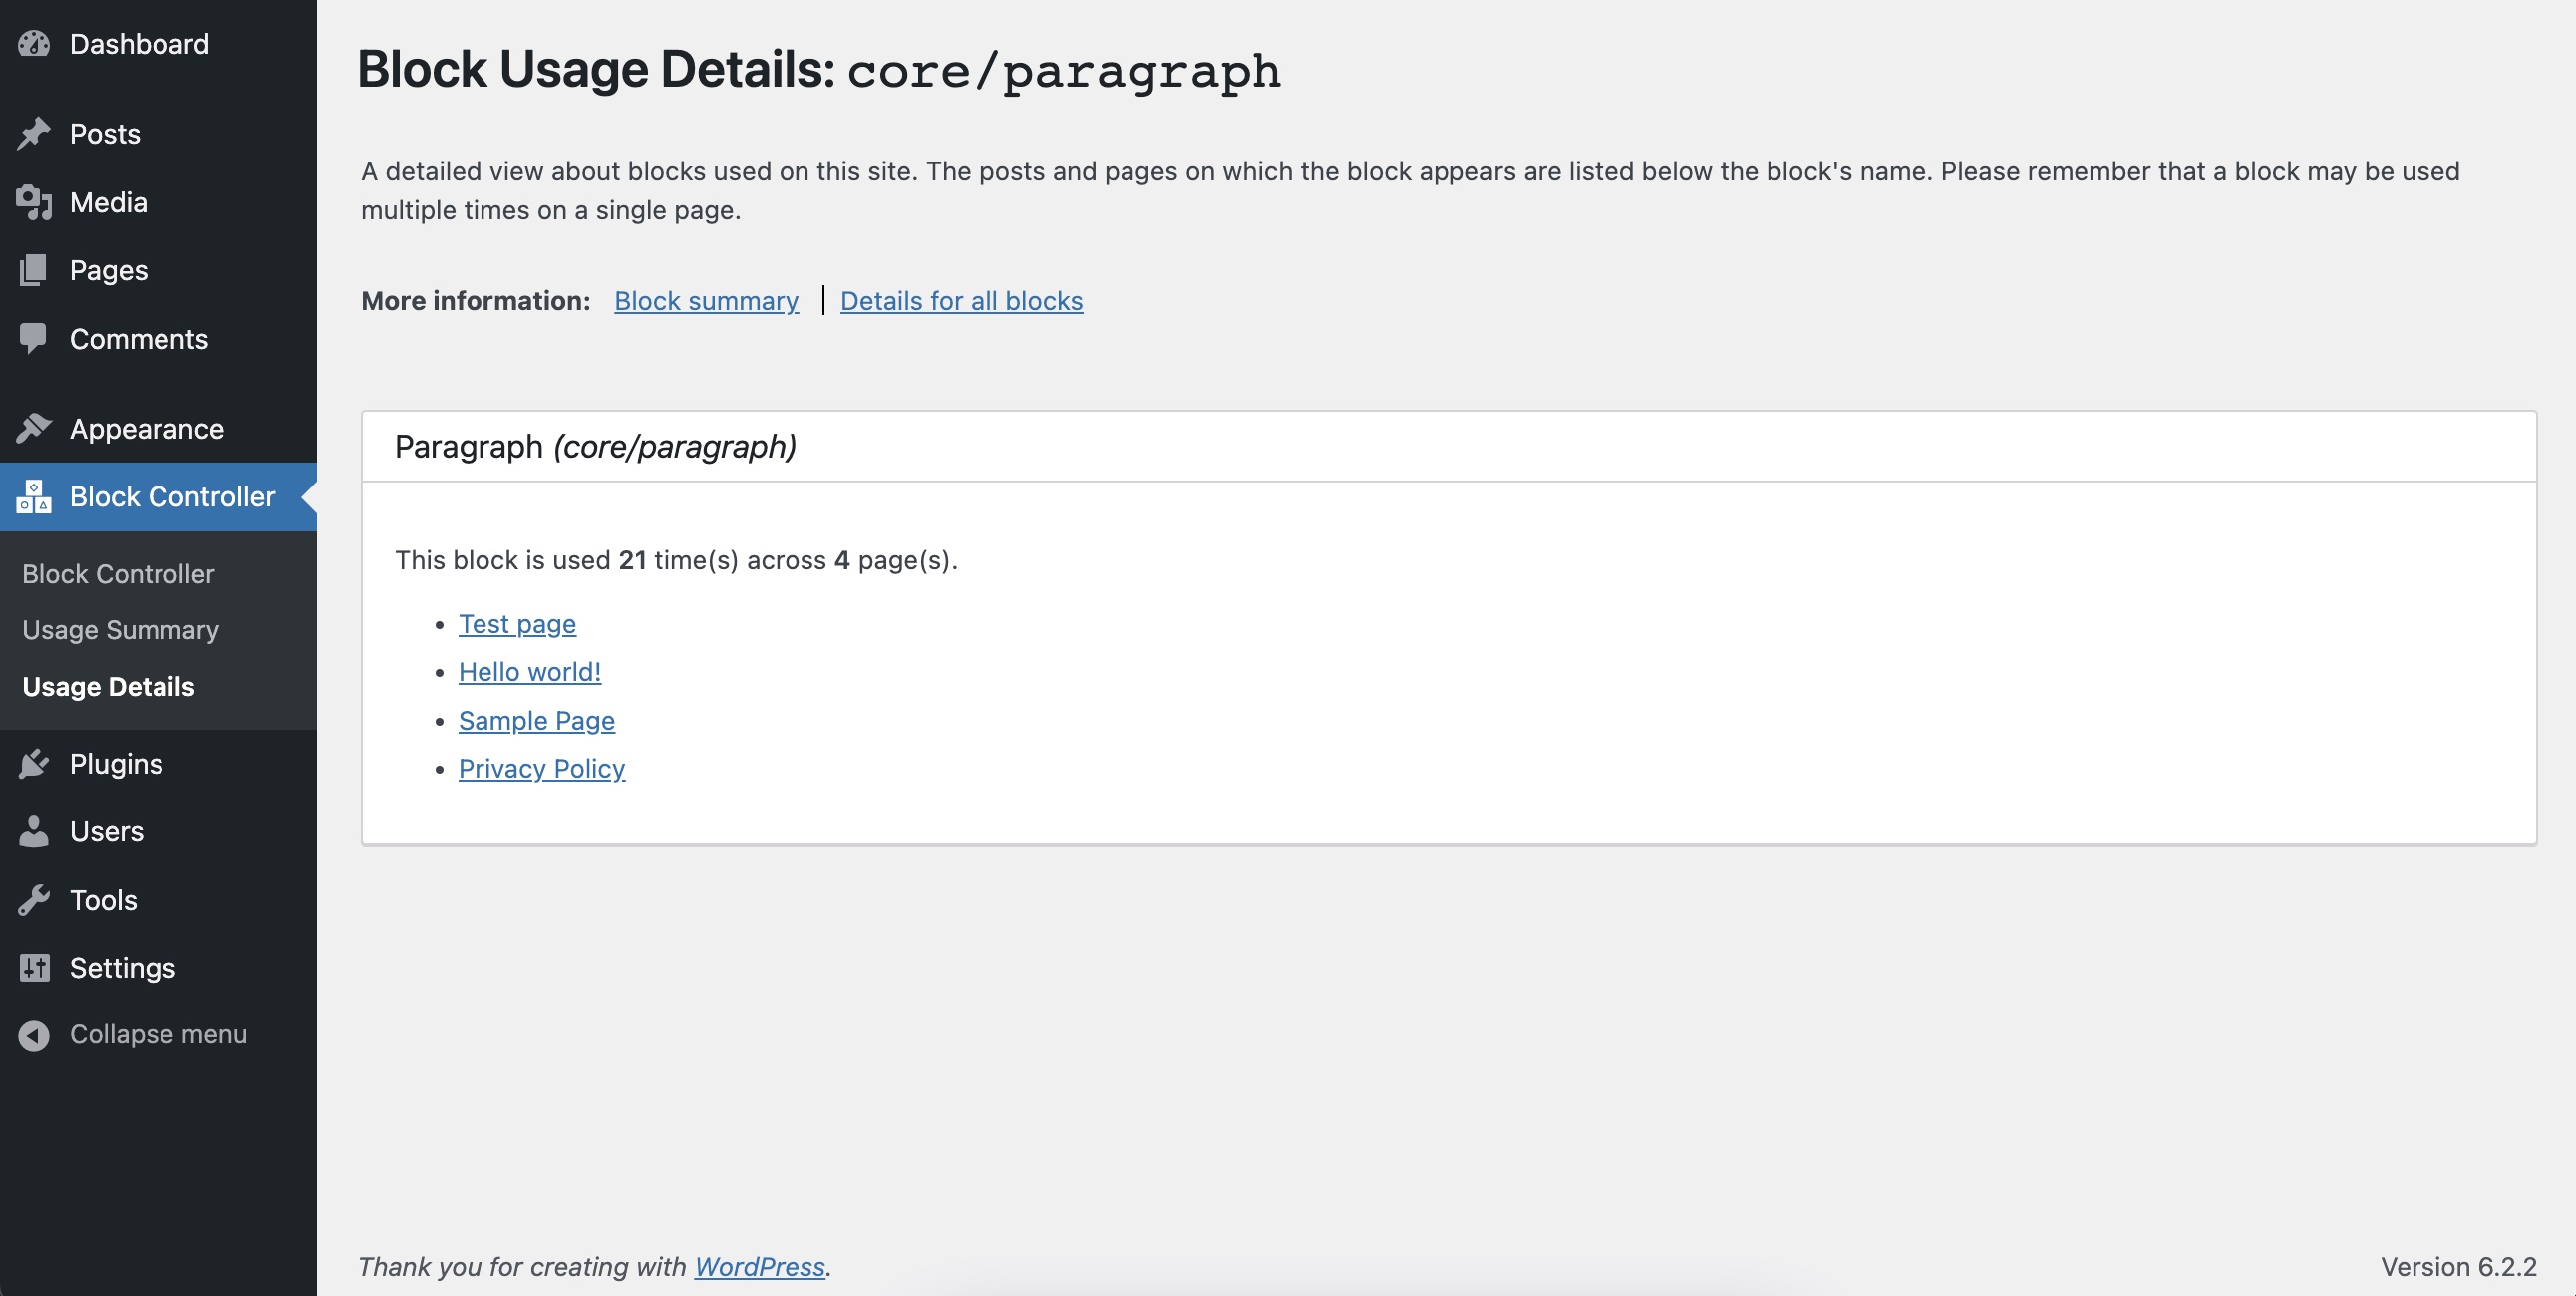 Dashboard
Posts
Media
Pages
Comments
Appearance
Block Controller
Block Controller
Usage Summary
Usage Details
Plugins
Users
Tools
Settings
Collapse menu
Block Usage Details: core/paragraph
A detailed view about blocks used on this site. The posts and pages on which the block appears are listed below the block's name. Please remember that a block may be used
multiple times on a single page.
More information: Block summary | Details for all blocks
Paragraph (core/paragraph)
This block is used 21 time(s) across 4 page(s).
• Test page
• Hello world!
• Sample Page
• Privacy Policy
Thank you for creating with WordPress.
Version 6.2.2